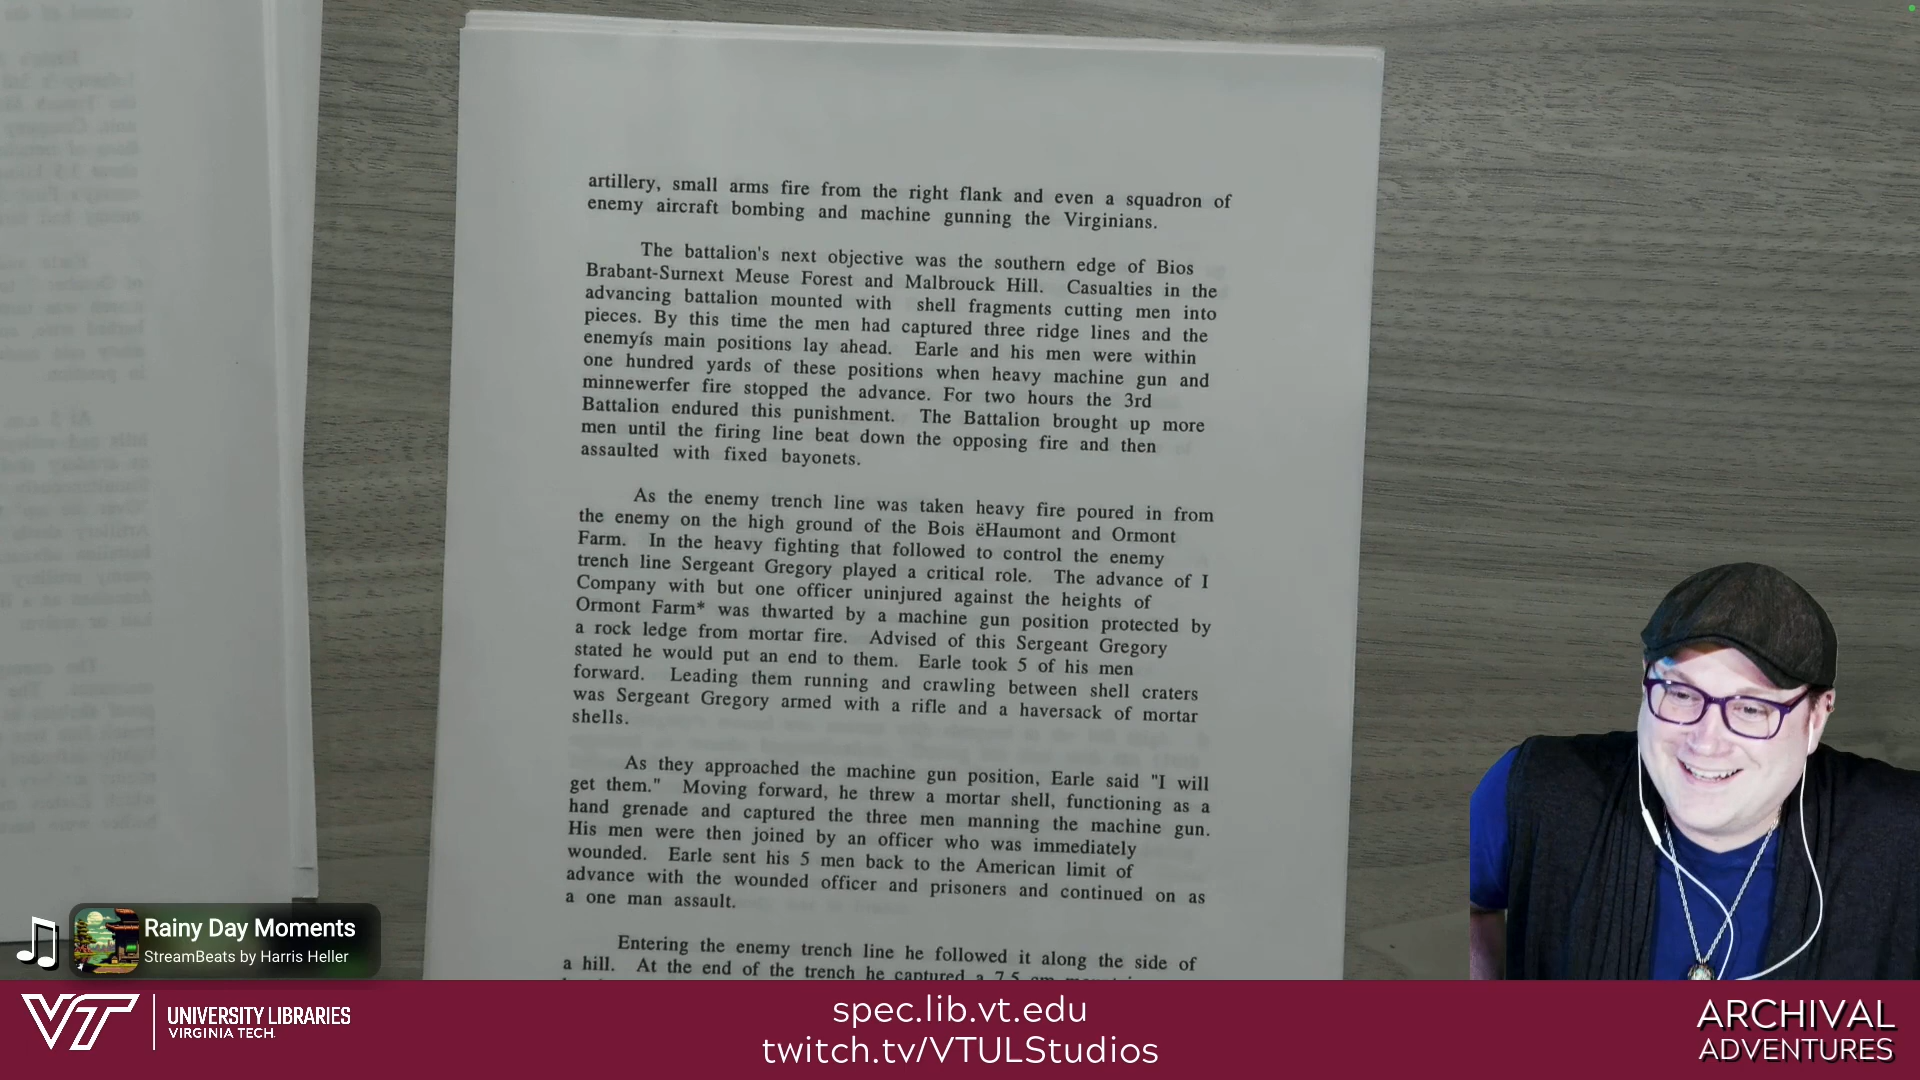 artillery, small arms fire from the right flank and even a squadron of
enemy aircraft bombing and machine gunning the Virginians.
The battalion's next objective was the southern edge of Bios
Brabant-Surnext Meuse Forest and Malbrouck Hill. Casualties in the
advancing battalion mounted with shell fragments cutting men into
pieces. By this time the men had captured three ridge lines and the
enemyís main positions lay ahead. Earle and his men were within
one hundred yards of these positions when heavy machine gun and
minnewerfer fire stopped the advance. For two hours the 3rd
Battalion endured this punishment. The Battalion brought up more
men until the firing line beat down the opposing fire and then
assaulted with fixed bayonets.
As the enemy trench line was taken heavy fire poured in from
the enemy on the high ground of the Bois ëHaumont and Ormont
Farm. In the heavy fighting that followed to control the enemy
trench line Sergeant Gregory played a critical role. The advance of I
Company with but one officer uninjured against the heights of
Ormont Farm* was thwarted by a machine gun position protected by
a rock ledge from mortar fire. Advised of this Sergeant Gregory
stated he would put an end to them. Earle took 5 of his men
forward. Leading them running and crawling between shell craters
was Sergeant Gregory armed with a rifle and a haversack of mortar
shells.
As they approached the machine gun position, Earle said "I will
get them." Moving forward, he threw a mortar shell, functioning as a
hand grenade and captured the three men manning the machine gun.
His men were then joined by an officer who was immediately
wounded. Earle sent his 5 men back to the American limit of
advance with the wounded officer and prisoners and continued on as
a one man assault.
Entering the enemy trench line he followed it along the side of
a hill. At the end of the trench he captured a 7.5 cm
Rainy Day Moments
StreamBeats by Harris Heller
VT
UNIVERSITY LIBRARIES
VIRGINIA TECH
spec.lib.vt.edu
twitch.tv/VTULStudios
ARCHIVAL
ADVENTURES